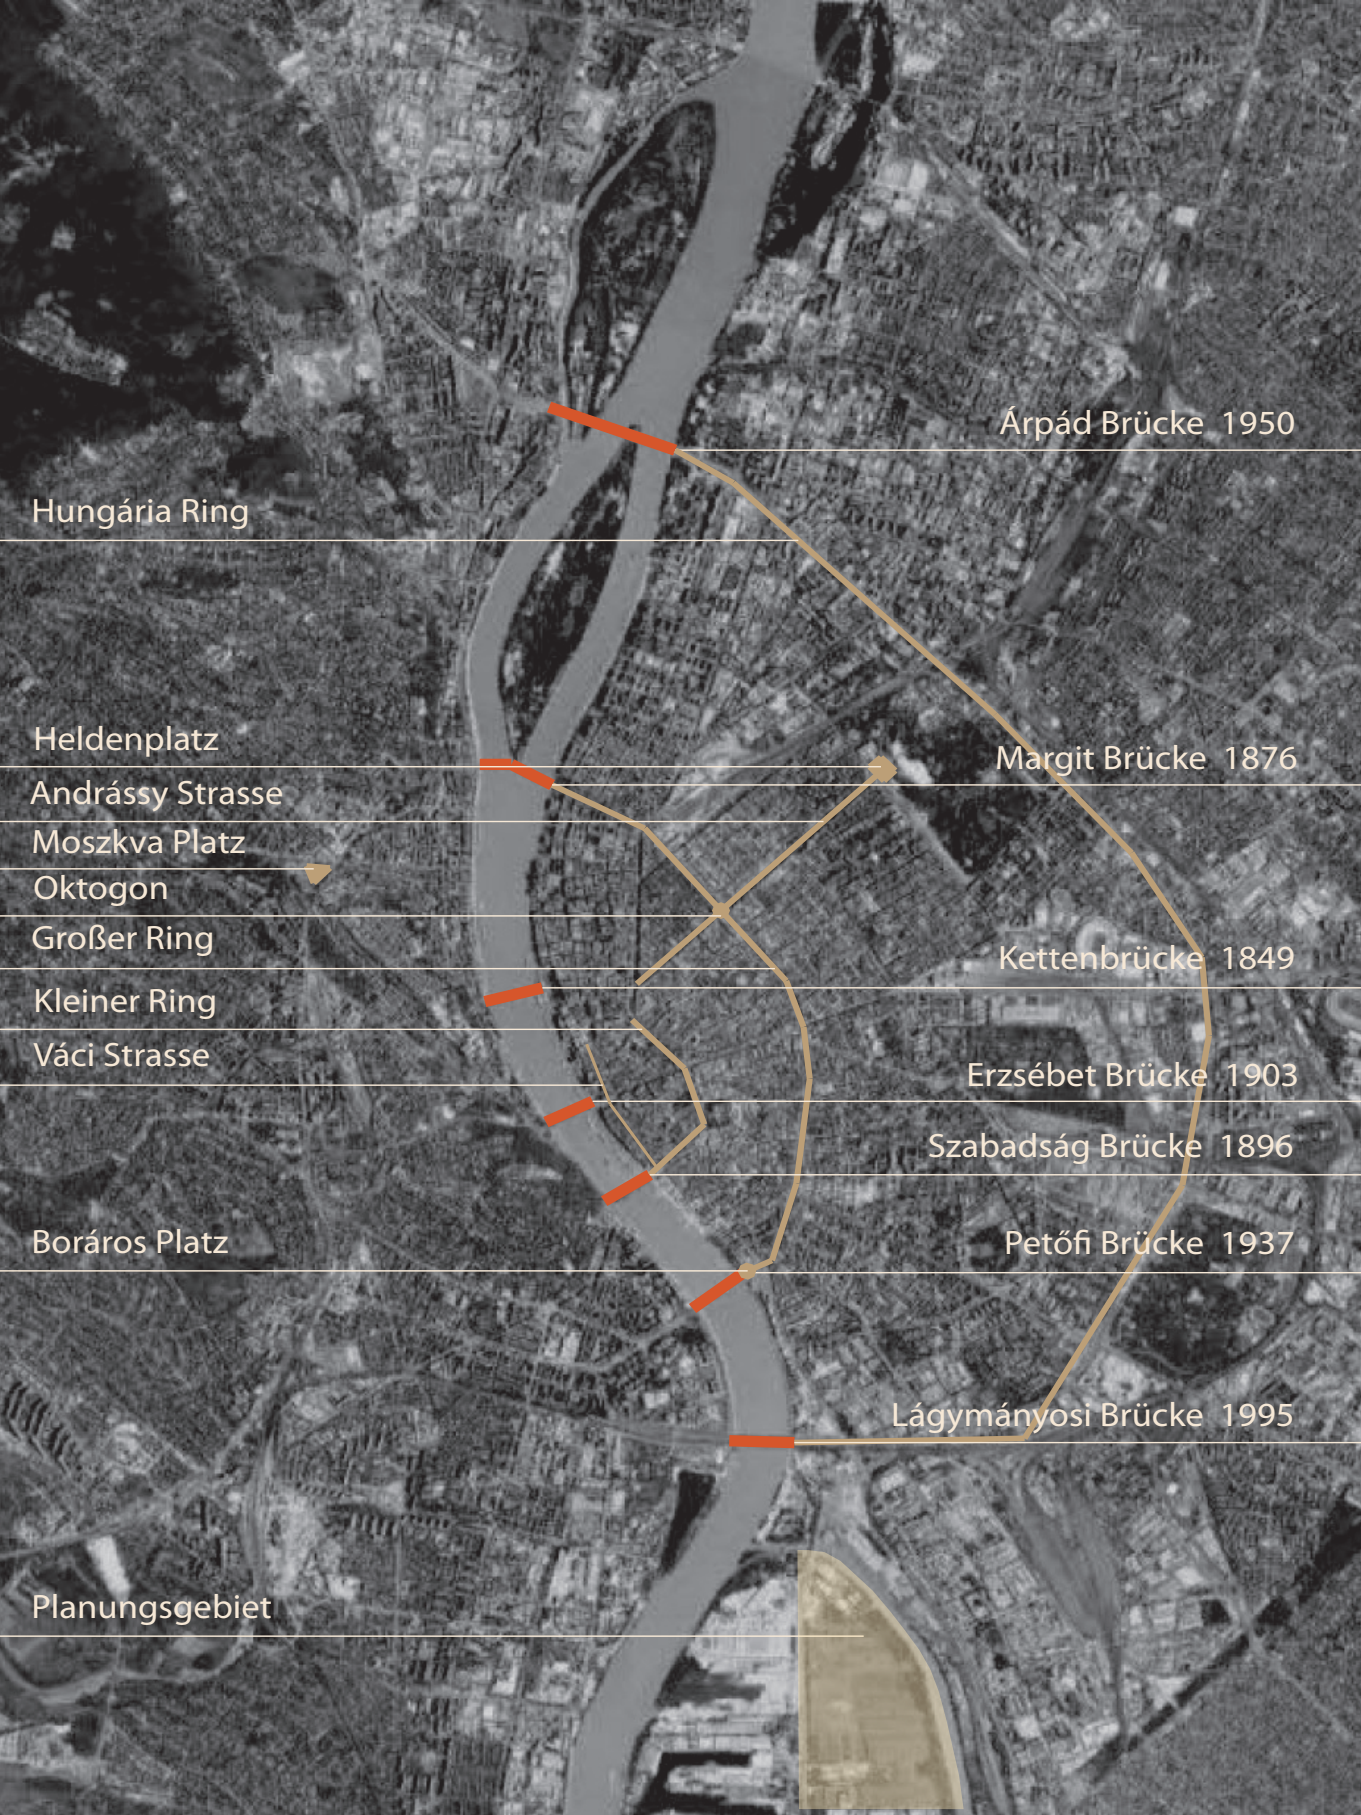 Árpád Brücke 1950
Hungária Ring
Heldenplatz
Margit Brücke 1876
Andrássy Strasse
Moszkva Platz
Oktogon
Großer Ring
Kettenbrücke 1849
Kleiner Ring
Váci Strasse
Erzsébet Brücke 1903
Szabadság Brücke 1896
Boráros Platz
Petőfi Brücke 1937
Lágymányosi Brücke 1995
Planungsgebiet